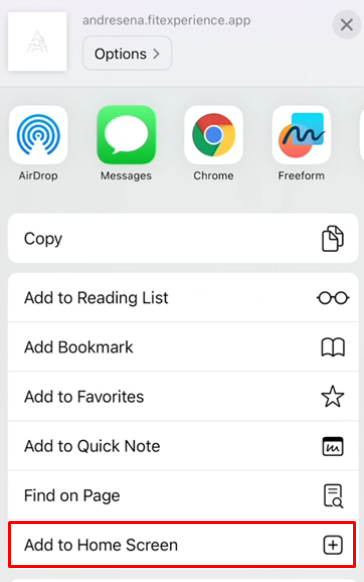 andresena.fitexperience.app
Options
AirDrop
Messages
Chrome
Freeform
Copy
Add to Reading List
Add Bookmark
Add to Favorites
Add to Quick Note
Find on Page
Add to Home Screen